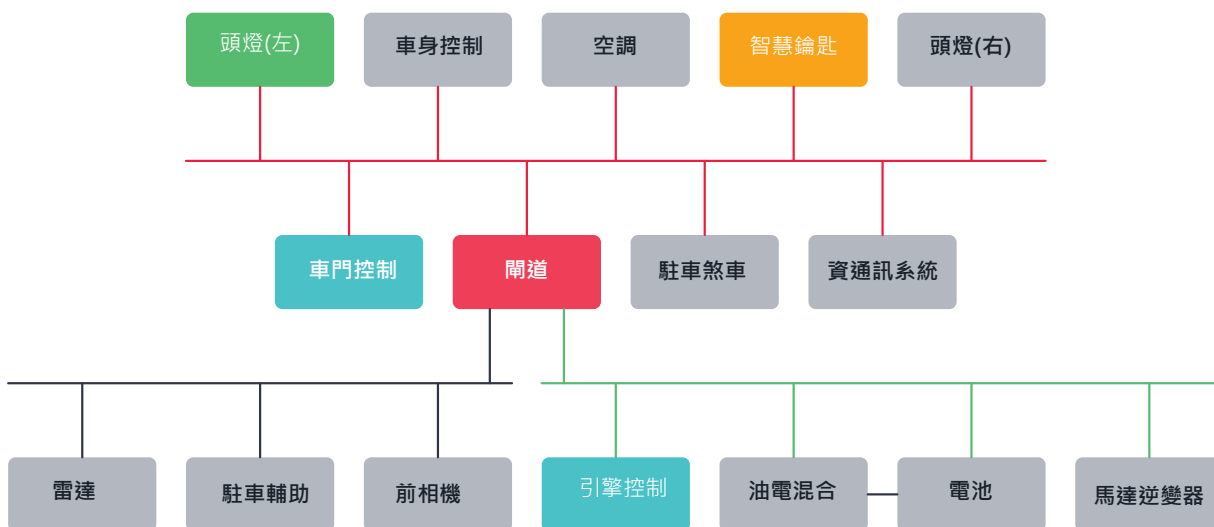 頭燈(左)
車身控制
空調
智慧鑰匙
頭燈(右)
車門控制
閘道
駐車煞車
資通訊系統
雷達
駐車輔助
前相機
引擎控制
油電混合
電池
馬達逆變器